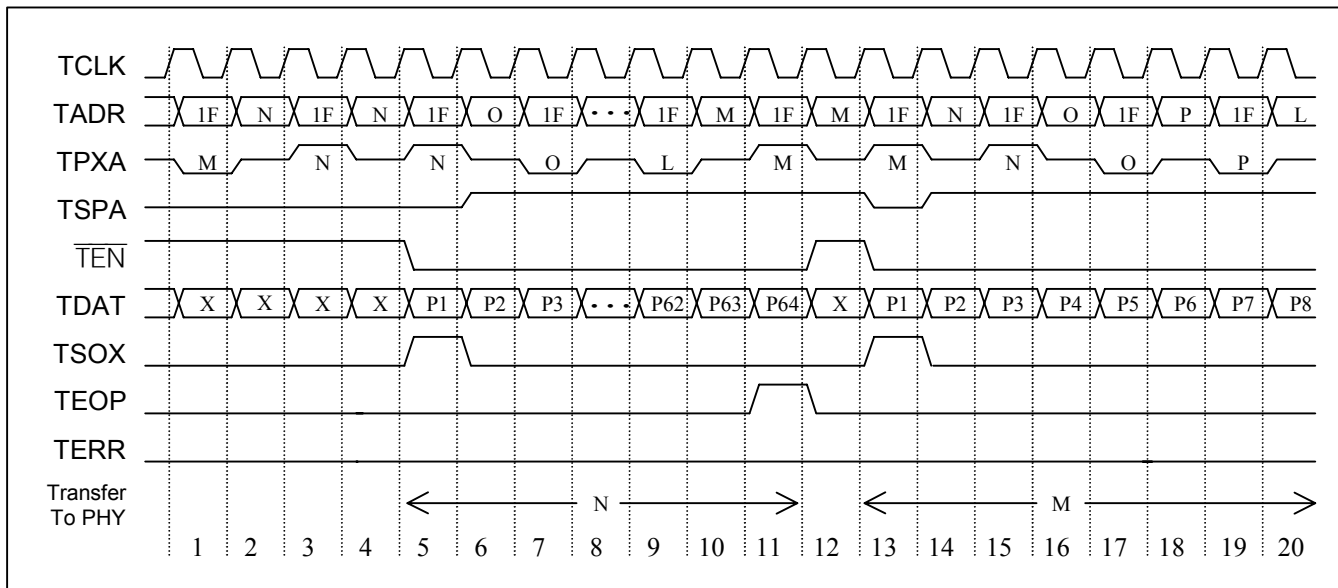 TCLK
TADR 1F N 1F N 1F O 1F ... 1F M 1F M 1F N 1F O 1F P 1F L
TPXA M N N O L M M N O P
TSPA
TEN
TDAT X X X X P1 P2 P3 ... P62 P63 P64 X P1 P2 P3 P4 P5 P6 P7 P8
TSOX
TEOP
TERR
Transfer
To PHY N M
1 2 3 4 5 6 7 8 9 10 11 12 13 14 15 16 17 18 19 20